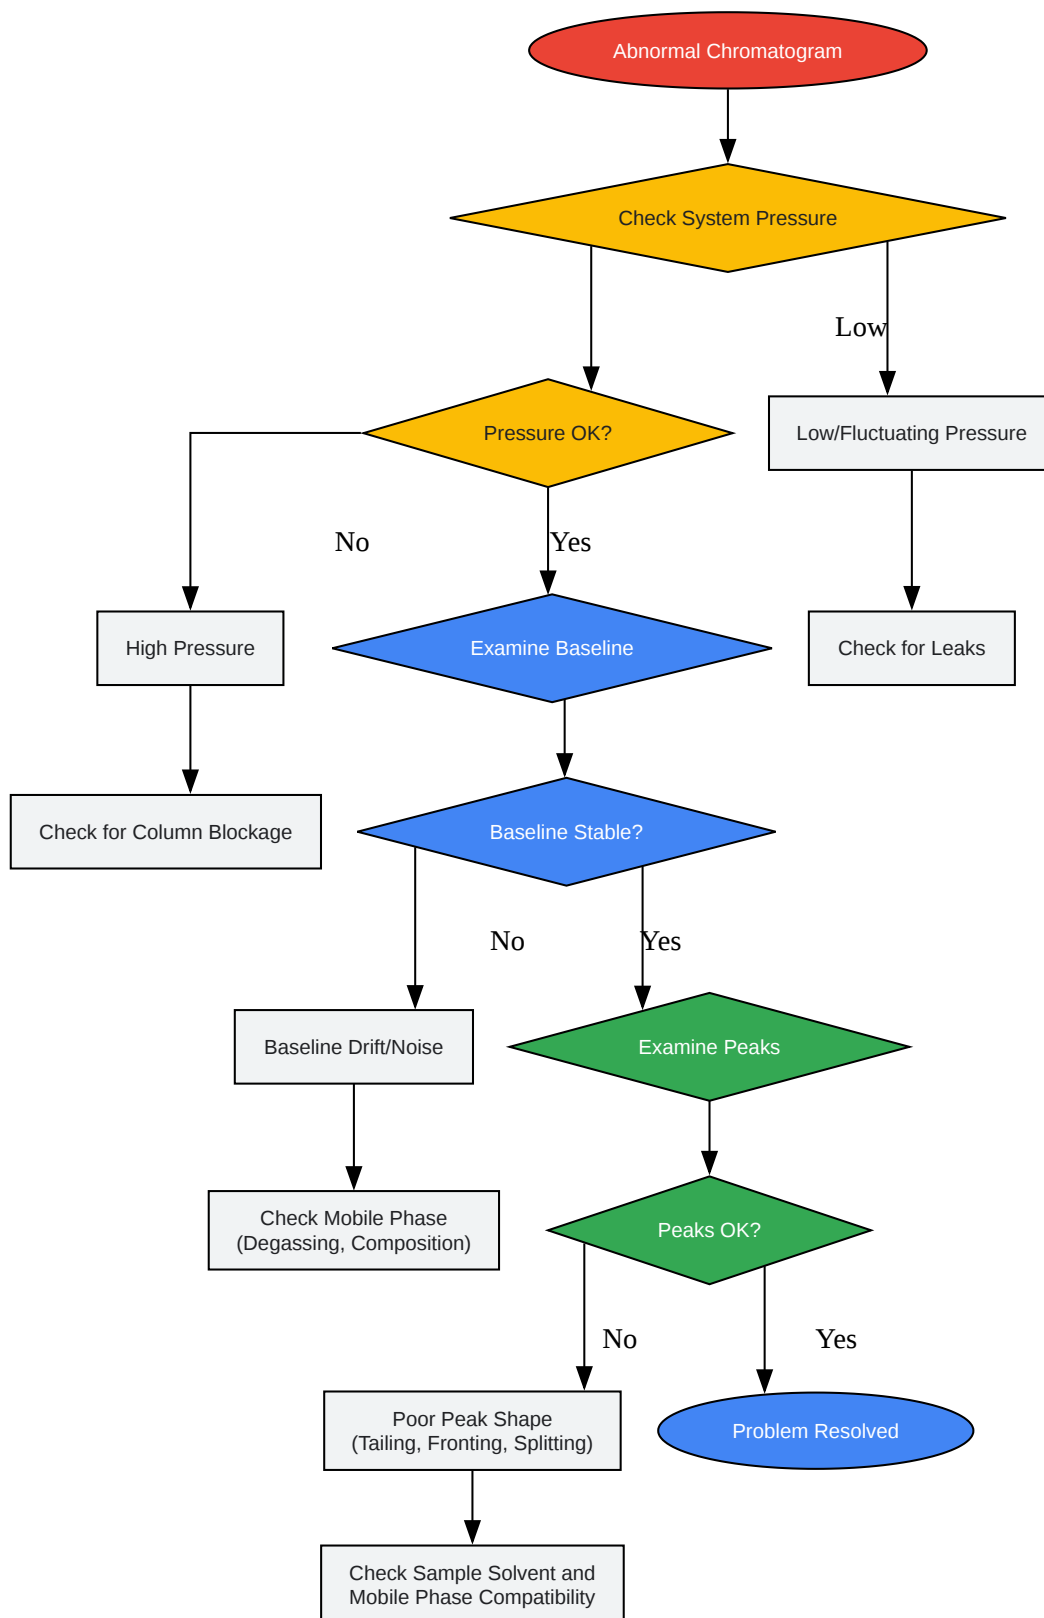 Abnormal Chromatogram
Check System Pressure
Low
Pressure OK?
Low/Fluctuating Pressure
No
Yes
High Pressure
Examine Baseline
Check for Leaks
Check for Column Blockage
Baseline Stable?
No
Yes
Baseline Drift/Noise
Examine Peaks
Check Mobile Phase
(Degassing, Composition)
Peaks OK?
No
Yes
Poor Peak Shape
(Tailing, Fronting, Splitting)
Problem Resolved
Check Sample Solvent and
Mobile Phase Compatibility